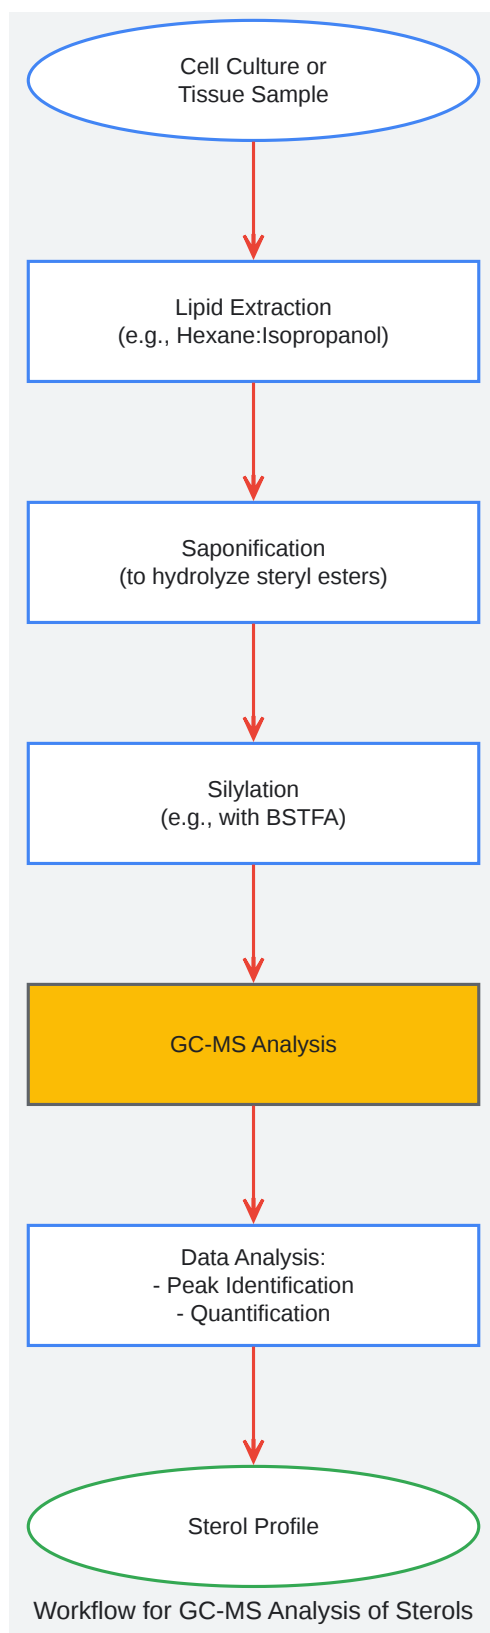 Cell Culture or
Tissue Sample
Lipid Extraction
(e.g., Hexane:Isopropanol)
Saponification
(to hydrolyze steryl esters)
Silylation
(e.g., with BSTFA)
GC-MS Analysis
Data Analysis:
- Peak Identification
- Quantification
Sterol Profile
Workflow for GC-MS Analysis of Sterols